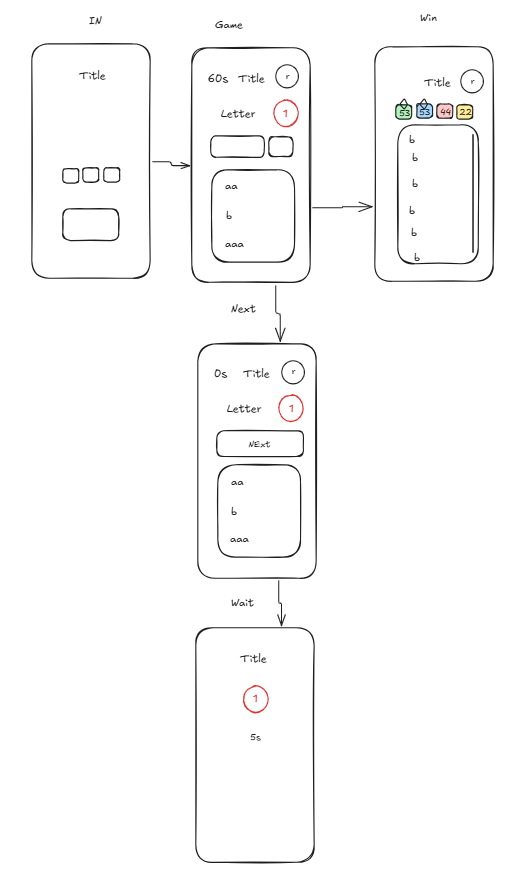 IN
Title
Game
60s Title r
Letter 1
aa
b
aaa
Win
Title r
53 53 44 22
b
b
b
b
b
b
Next
0s Title r
Letter 1
NExt
aa
b
aaa
Wait
Title
1
5s